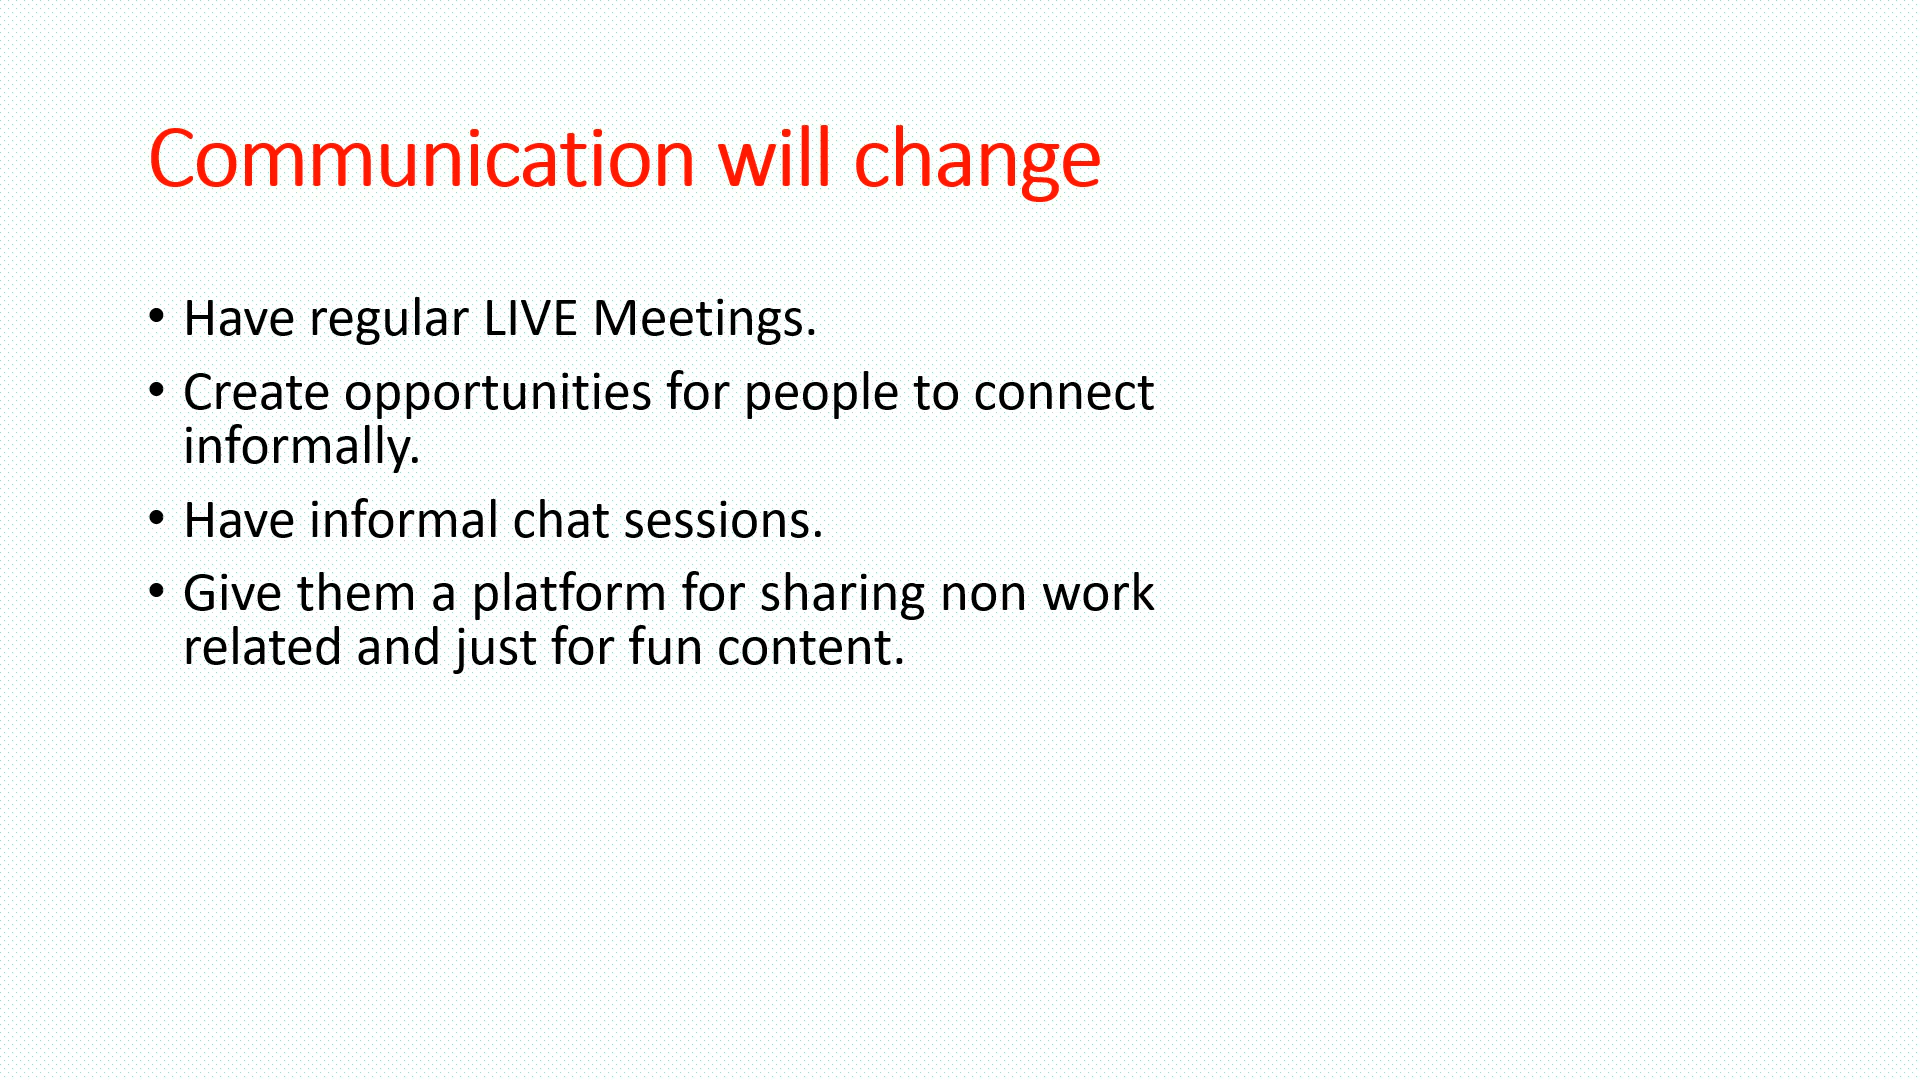 Communication will change
• Have regular LIVE Meetings.
• Create opportunities for people to connect
informally.
• Have informal chat sessions.
• Give them a platform for sharing non work
related and just for fun content.